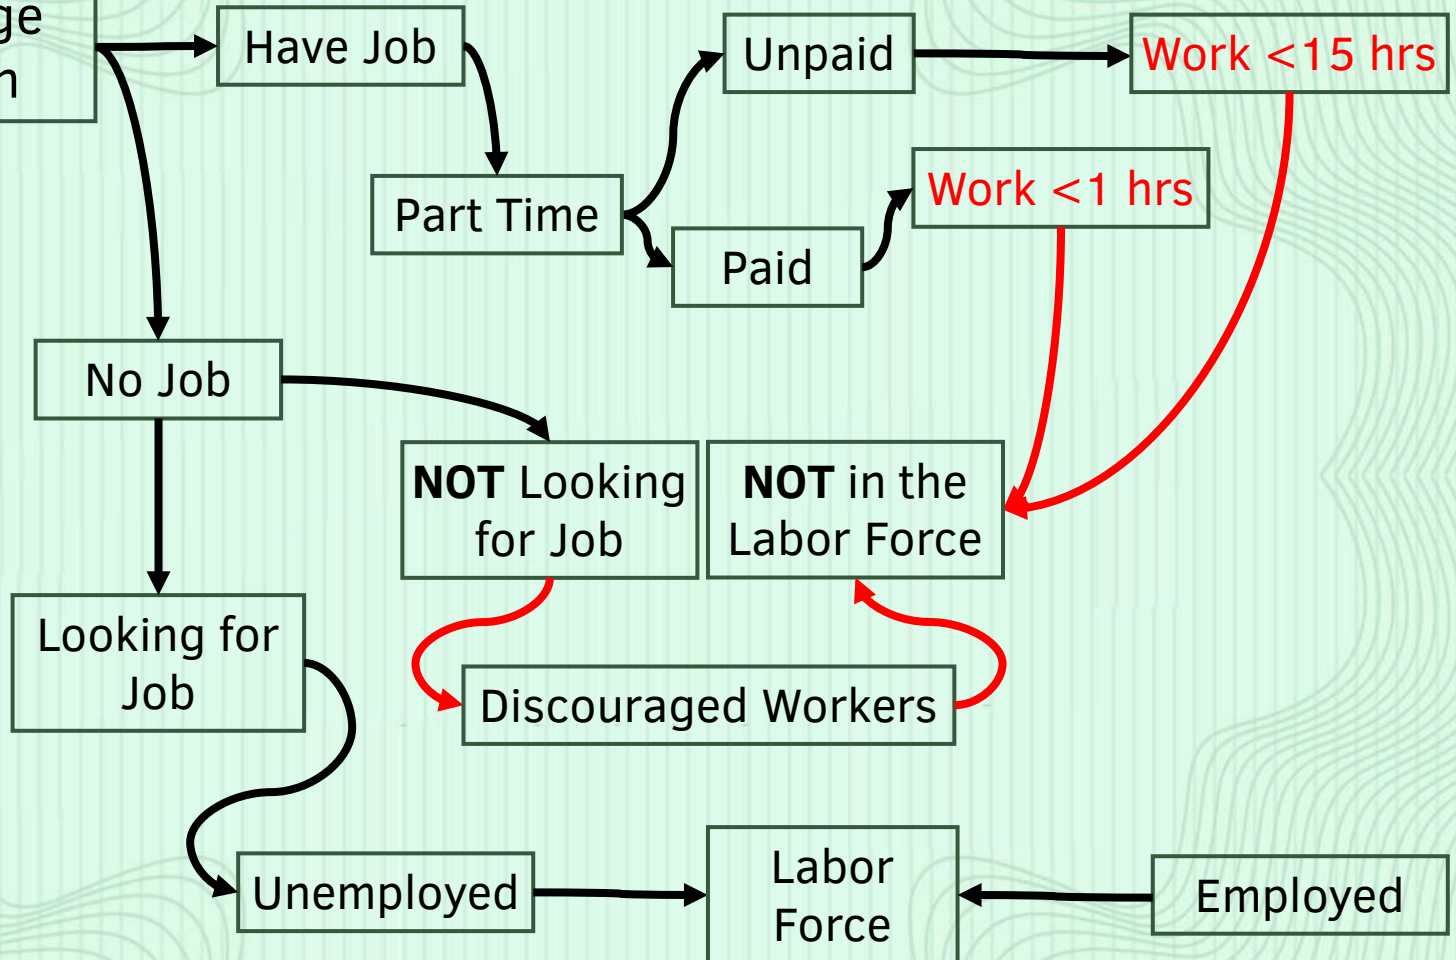 Have Job
Unpaid
Work <15 hrs
Work <1 hrs
Part Time
Paid
No Job
NOT Looking
for Job
NOT in the
Labor Force
Looking for
Job
Discouraged Workers
Unemployed
Labor
Force
Employed